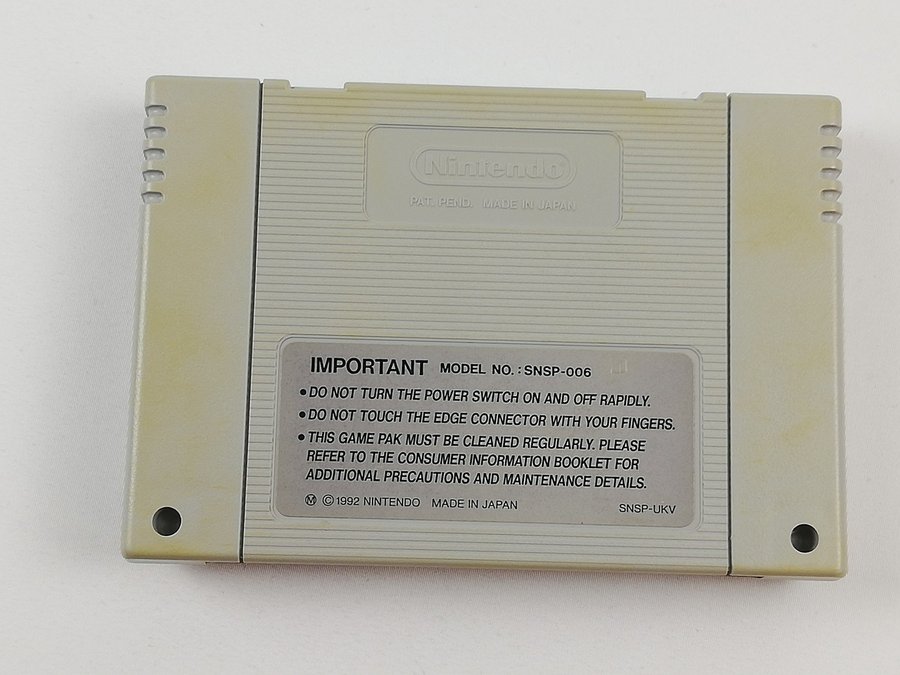 Nintendo®
PAT. PEND. MADE IN JAPAN
IMPORTANT MODEL NO.: SNSP-006
• DO NOT TURN THE POWER SWITCH ON AND OFF RAPIDLY.
• DO NOT TOUCH THE EDGE CONNECTOR WITH YOUR FINGERS.
• THIS GAME PAK MUST BE CLEANED REGULARLY. PLEASE
REFER TO THE CONSUMER INFORMATION BOOKLET FOR
ADDITIONAL PRECAUTIONS AND MAINTENANCE DETAILS.
Ⓜ ©1992 NINTENDO MADE IN JAPAN SNSP-UKV